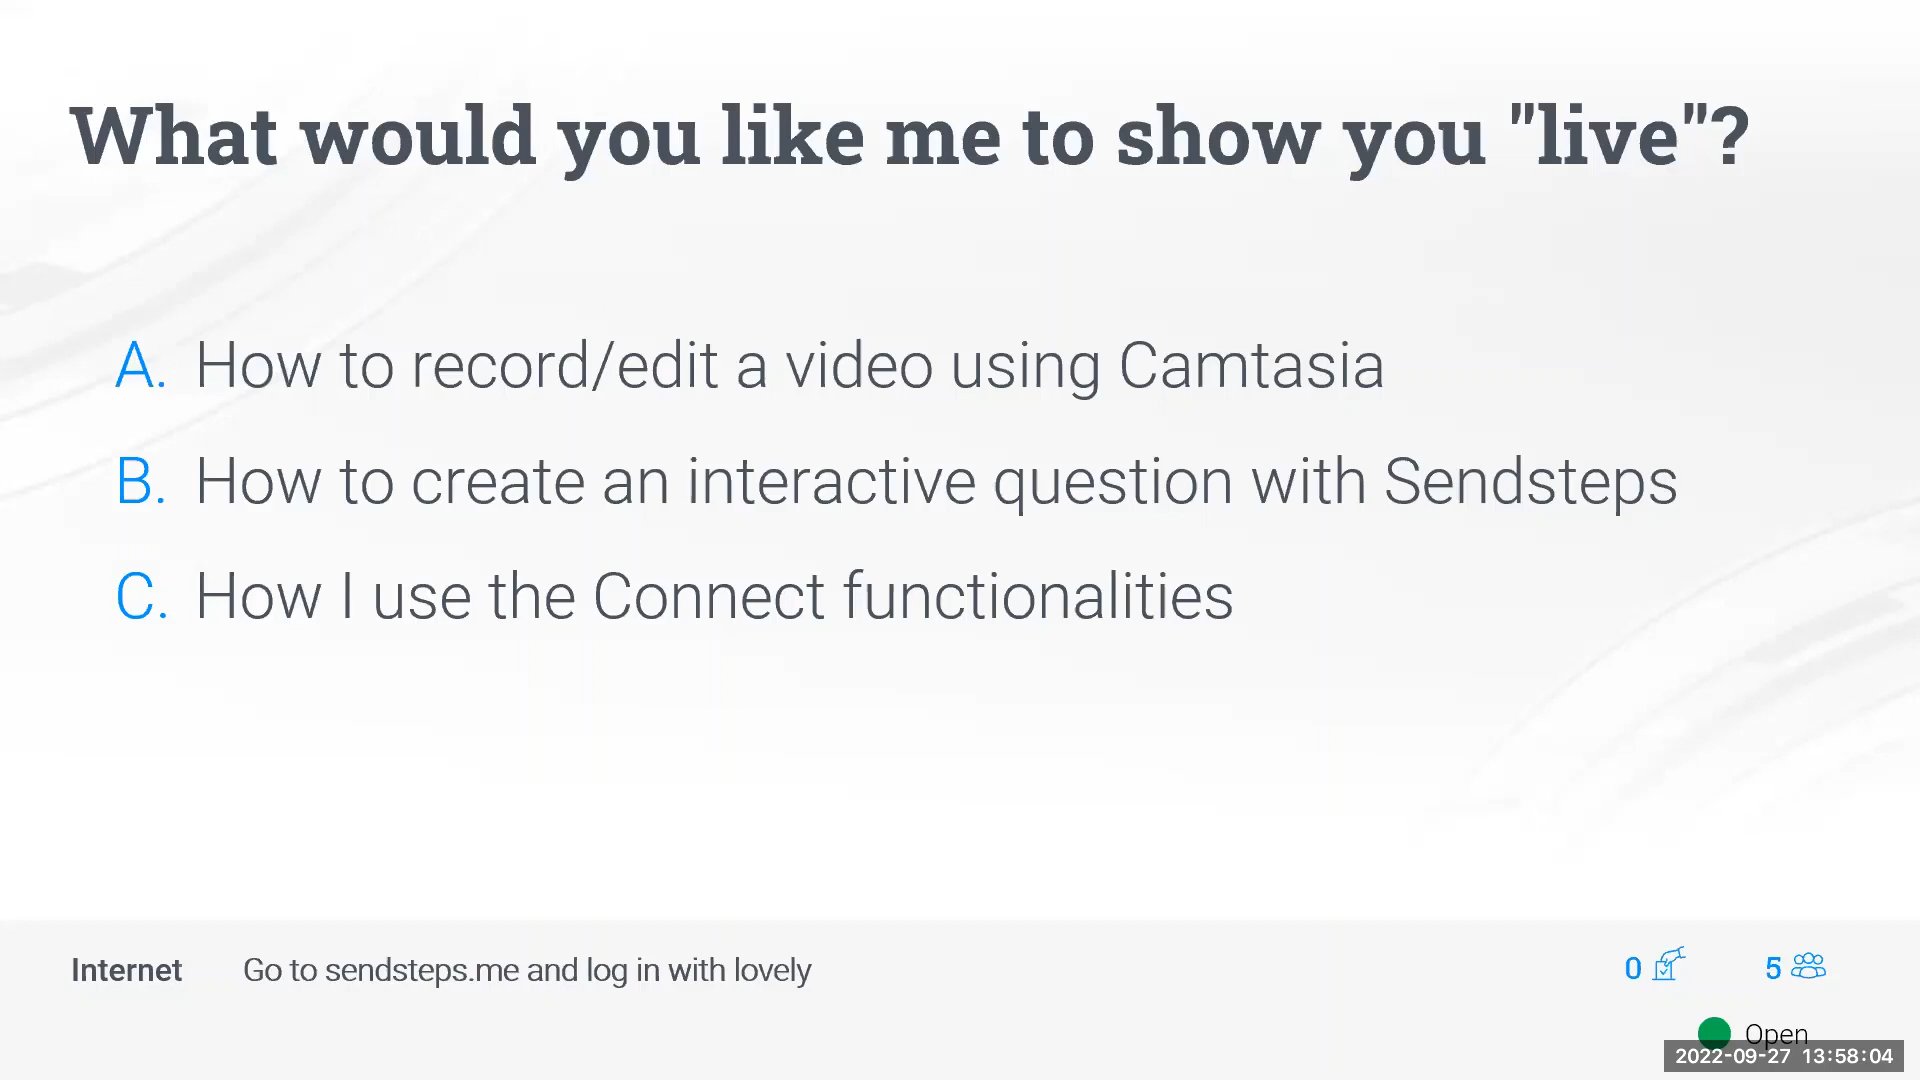 What would you like me to show you "live"?
A. How to record/edit a video using Camtasia
B. How to create an interactive question with Sendsteps
C. How I use the Connect functionalities
Internet Go to sendsteps.me and log in with lovely
0 5
Open
2022-09-27 13:58:04